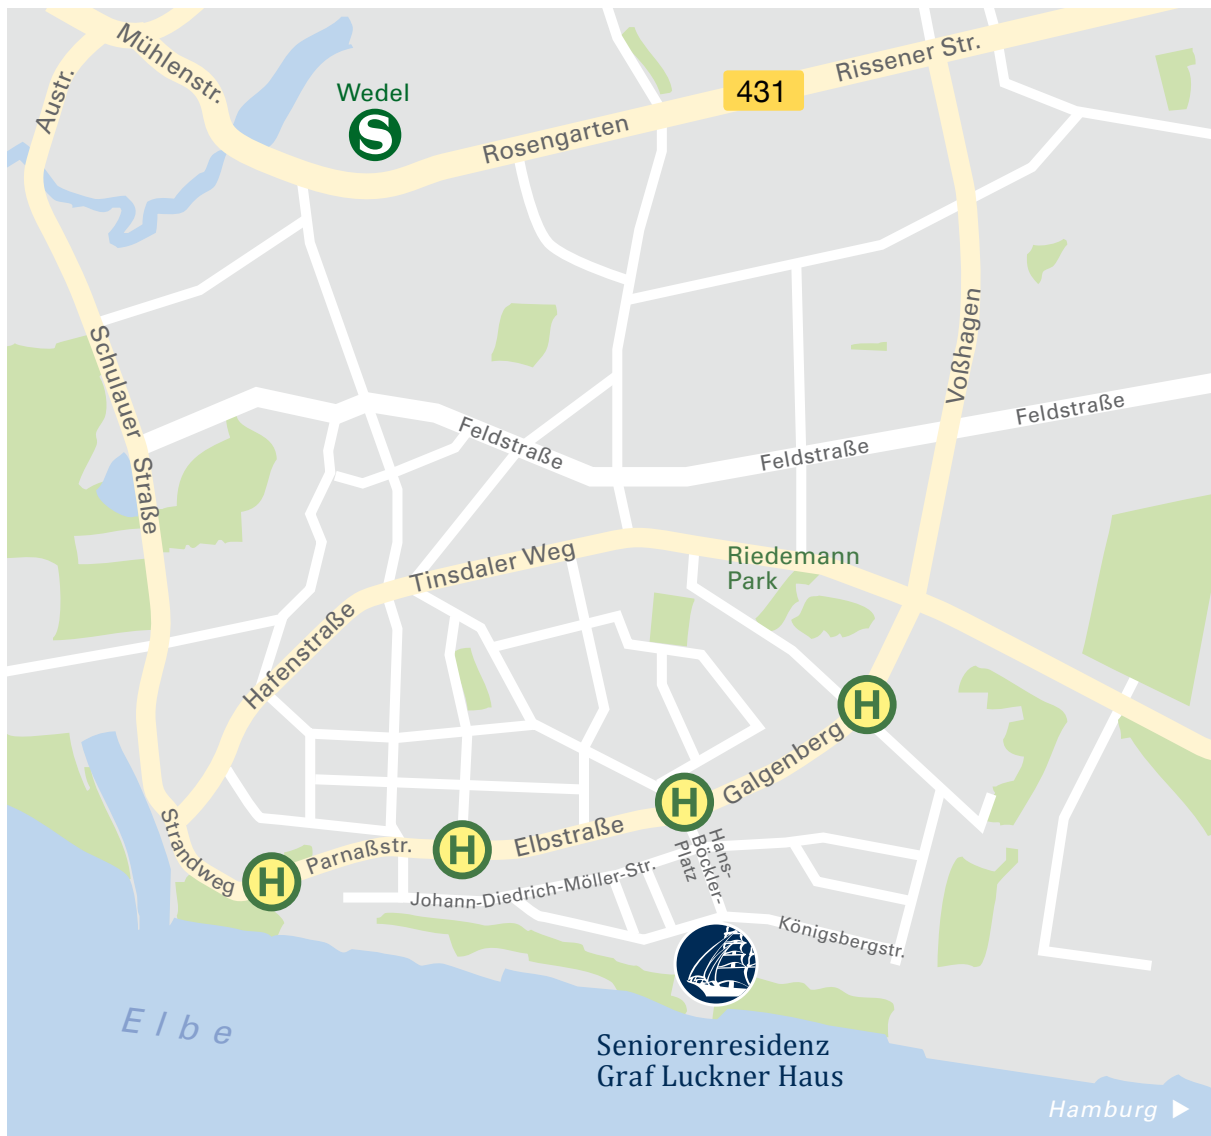 Mühlenstr.
Austr.
Wedel
S
431
Rissener Str.
Rosengarten
Schulauer Straße
Voßhagen
Feldstraße
Feldstraße
Feldstraße
Tinsdaler Weg
Riedemann
Park
Hafenstraße
H
Galgenberg
H
Elbstraße
H
Parnaßstr.
H
Strandweg
Hans-
Böckler-
Platz
Johann-Diedrich-Möller-Str.
Königsbergstr.
Elbe
Seniorenresidenz
Graf Luckner Haus
Hamburg